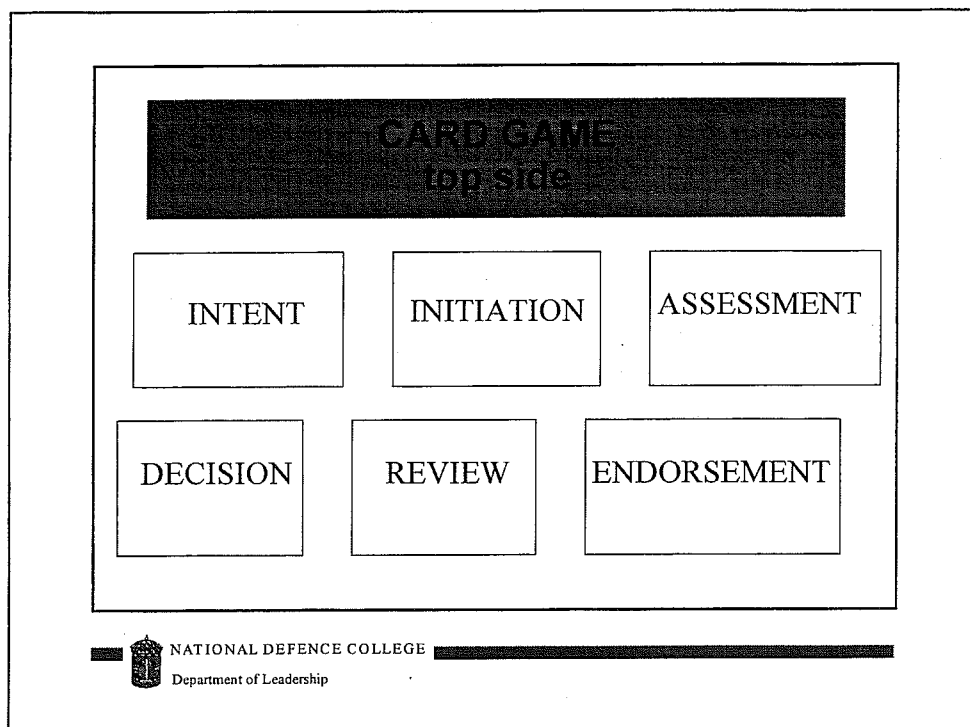 CARD GAME
top side
INTENT
INITIATION
ASSESSMENT
DECISION
REVIEW
ENDORSEMENT
NATIONAL DEFENCE COLLEGE
Department of Leadership